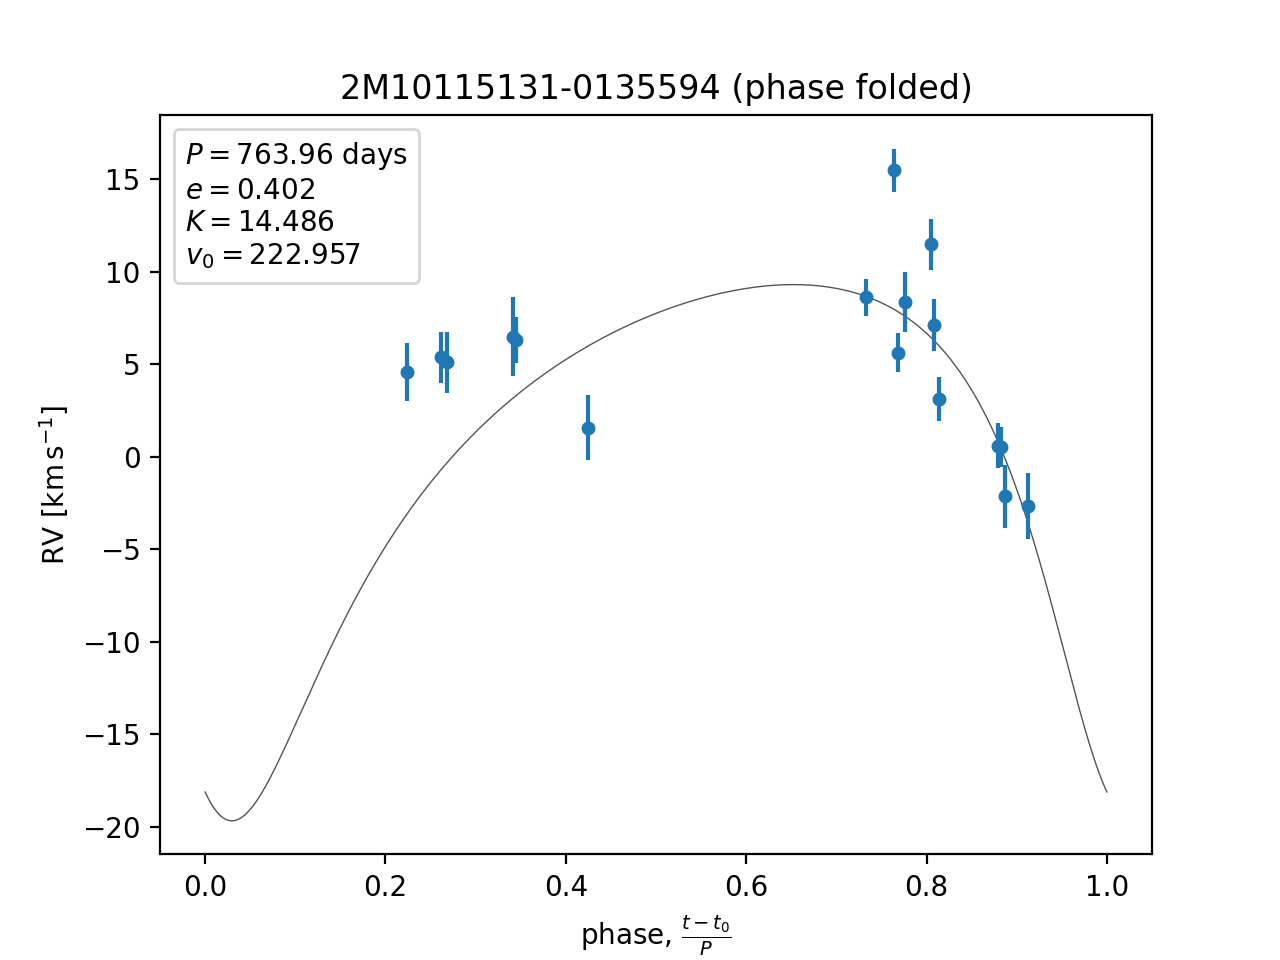 2M10115131-0135594 (phase folded)
P = 763.96 days
e = 0.402
K = 14.486
v₀ = 222.957
15
10
5
0
−5
−10
−15
−20
RV [km s⁻¹]
0.0 0.2 0.4 0.6 0.8 1.0
phase, (t − t₀)/P